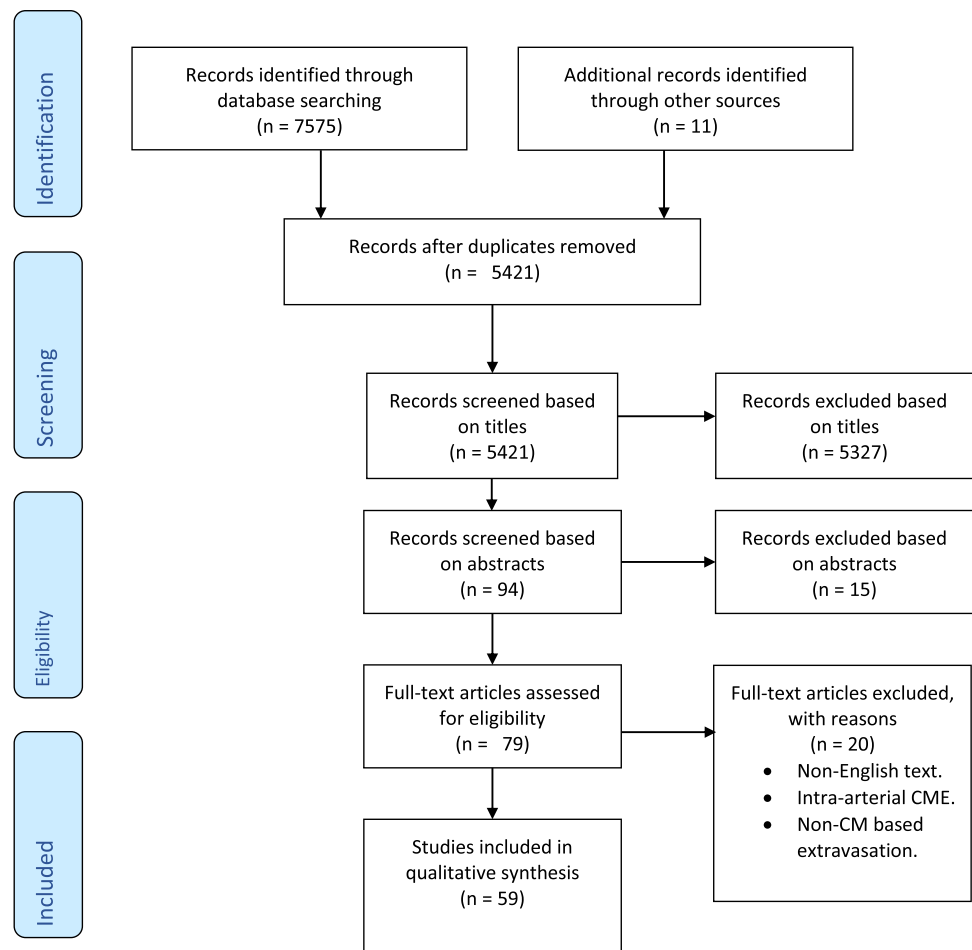 Identification
Records identified through
database searching
(n = 7575)
Additional records identified
through other sources
(n = 11)
Records after duplicates removed
(n =   5421)
Screening
Records screened based
on titles
(n = 5421)
Records excluded based
on titles
(n = 5327)
Eligibility
Records screened based
on abstracts
(n = 94)
Records excluded based
on abstracts
(n = 15)
Full-text articles assessed
for eligibility
(n =   79)
Full-text articles excluded,
with reasons
(n = 20)
• Non-English text.
• Intra-arterial CME.
• Non-CM based
extravasation.
Included
Studies included in
qualitative synthesis
(n = 59)